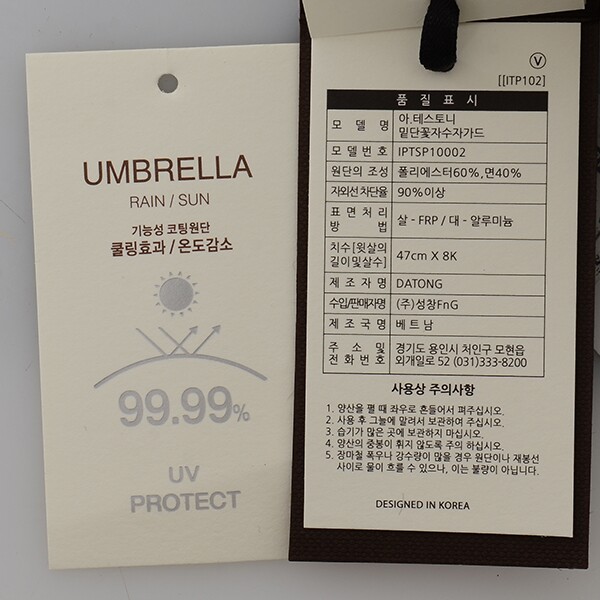 UMBRELLA
RAIN / SUN
기능성 코팅원단
쿨링효과 / 온도감소
99.99%
UV
PROTECT
V
[[ITP102]
품 질 표 시
모 델 명 아.테스토니 밑단꽃자수자가드
모 델 번 호 IPTSP10002
원단의 조성 폴리에스터60%,면40%
자외선 차단율 90%이상
표 면 처 리 방 법 살 - FRP / 대 - 알루미늄
치수[윗살의 길이및살수] 47cm X 8K
제 조 자 명 DATONG
수입/판매자명 (주)성창FnG
제 조 국 명 베 트 남
주 소 및 전 화 번 호 경기도 용인시 처인구 모현읍 외개일로 52 (031)333-8200
사용상 주의사항
1. 양산을 펼 때 좌우로 흔들어서 펴주십시오.
2. 사용 후 그늘에 말려서 보관하여 주십시오.
3. 습기가 많은 곳에 보관하지 마십시오.
4. 양산의 중봉이 휘지 않도록 하여 주십시오.
5. 장마철 폭우나 강수량이 많을 경우 원단이나 재봉선
사이로 물이 흐를 수 있으나, 이는 불량이 아닙니다.
DESIGNED IN KOREA